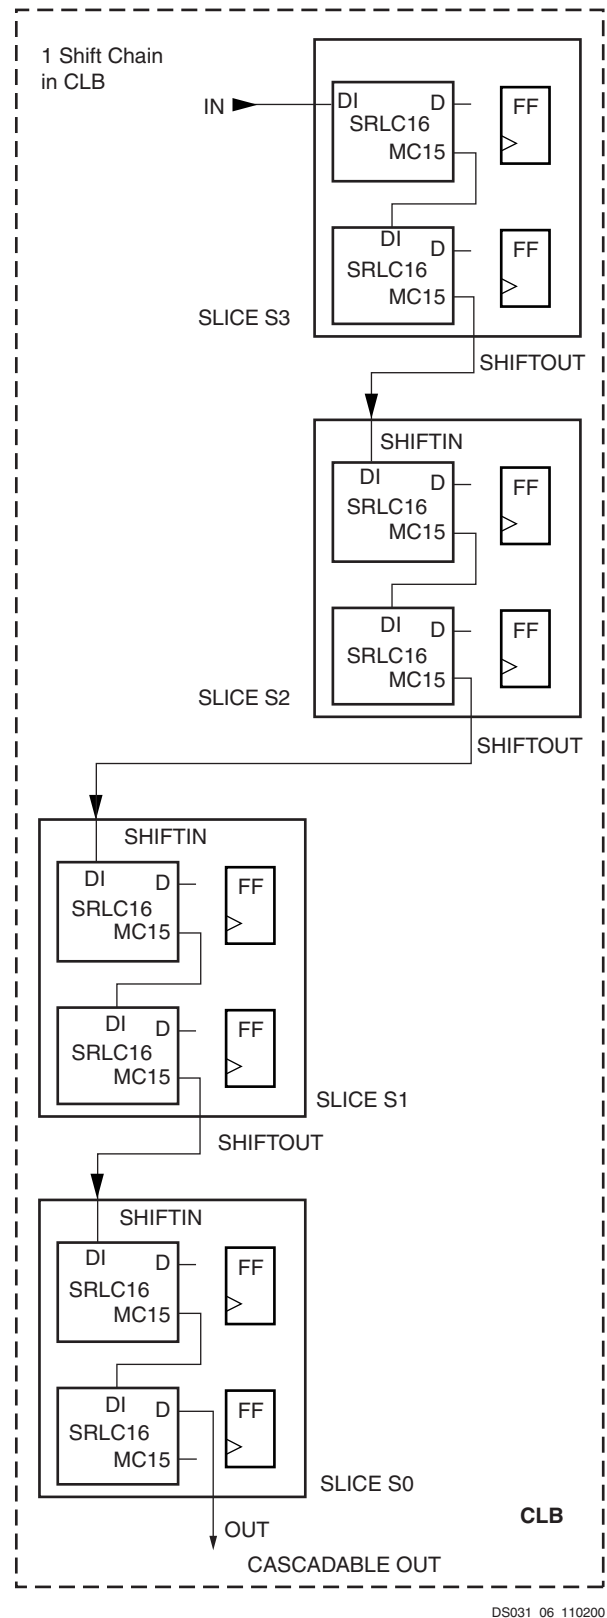 1 Shift Chain
in CLB
IN
DI
D
SRLC16
MC15
FF
DI
D
SRLC16
MC15
FF
SLICE S3
SHIFTOUT
SHIFTIN
DI
D
SRLC16
MC15
FF
DI
D
SRLC16
MC15
FF
SLICE S2
SHIFTOUT
SHIFTIN
DI
D
SRLC16
MC15
FF
DI
D
SRLC16
MC15
FF
SLICE S1
SHIFTOUT
SHIFTIN
DI
D
SRLC16
MC15
FF
DI
D
SRLC16
MC15
FF
SLICE S0
OUT
CLB
CASCADABLE OUT
DS031_06_110200